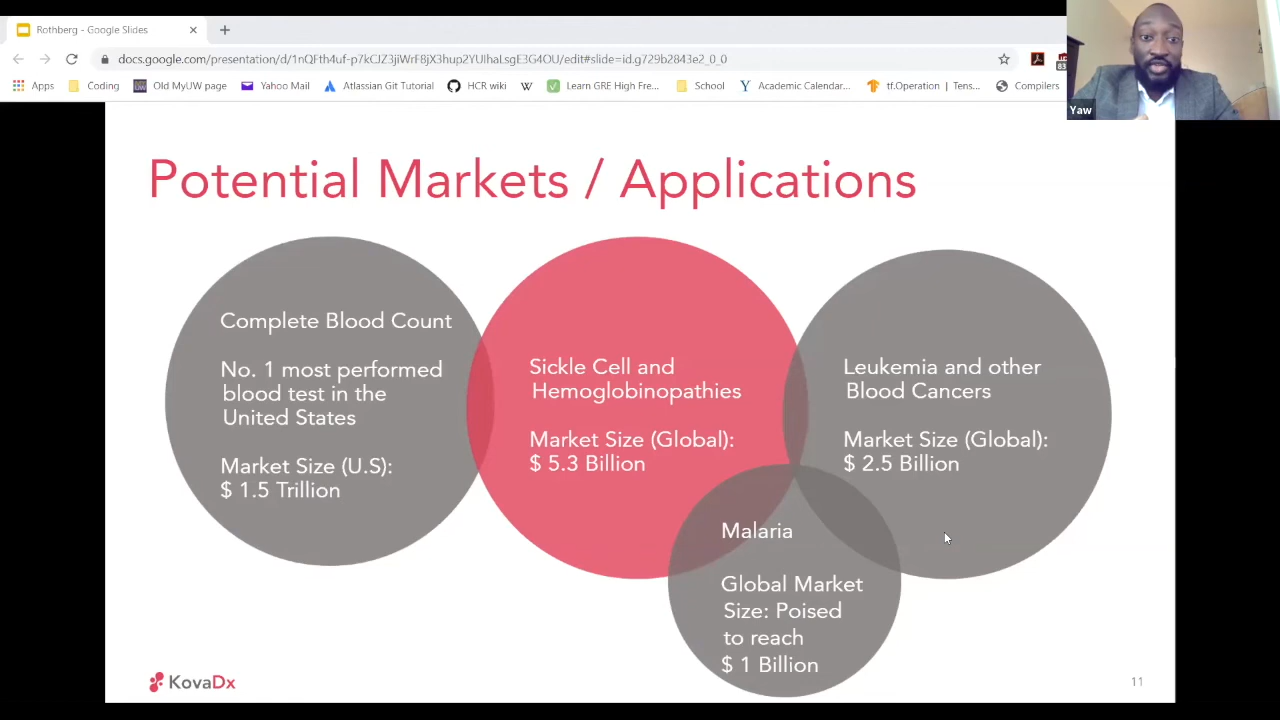 Rothberg - Google Slides
docs.google.com/presentation/d/1nQFth4uf-p7kCJZ3jiWrF8jX3hup2YUIhaLsgE3G4OU/edit#slide=id.g729b2843e2_0_0
Apps Coding Old MyUW page Yahoo Mail Atlassian Git Tutorial HCR wiki W Learn GRE High Fre... School Academic Calendar... tf.Operation | Tens... Compilers
Yaw
Potential Markets / Applications
Complete Blood Count
No. 1 most performed
blood test in the
United States
Market Size (U.S):
$ 1.5 Trillion
Sickle Cell and
Hemoglobinopathies
Market Size (Global):
$ 5.3 Billion
Leukemia and other
Blood Cancers
Market Size (Global):
$ 2.5 Billion
Malaria
Global Market
Size: Poised
to reach
$ 1 Billion
KovaDx
11